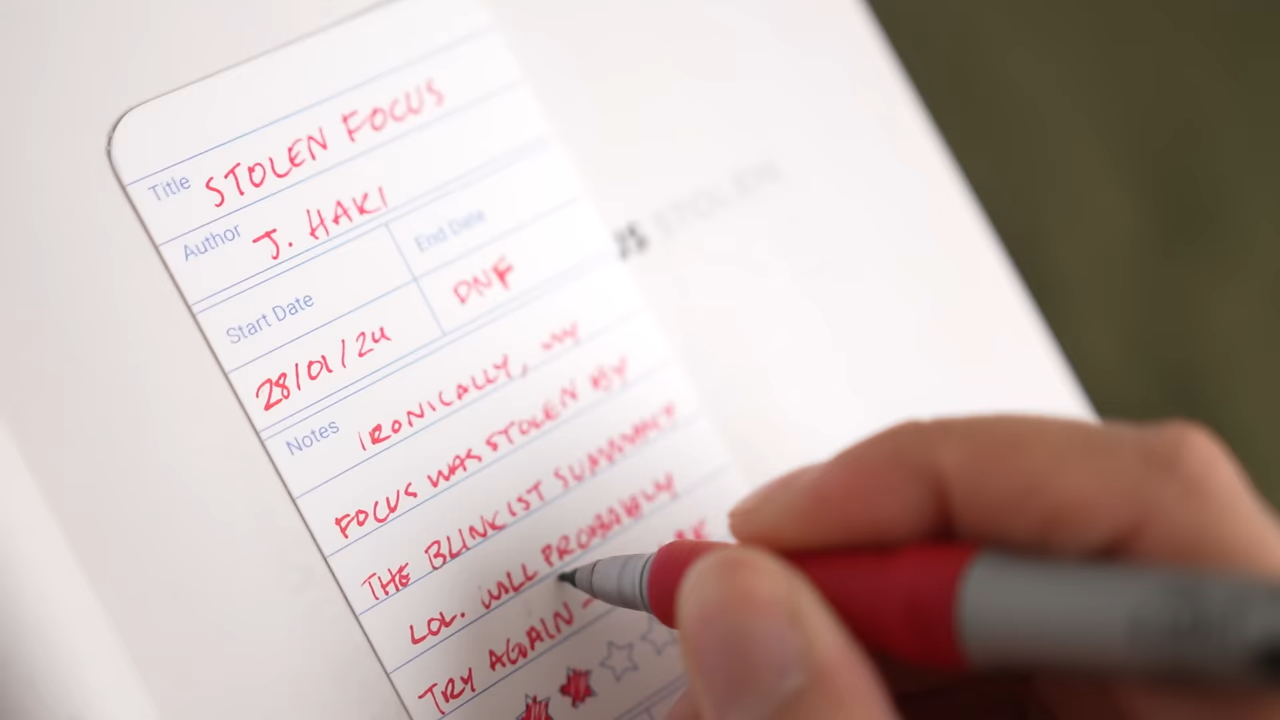 Title STOLEN FOCUS
Author J. HAKI
Start Date
End Date
28/01/24
DNF
Notes IRONICALLY, MY
FOCUS WAS STOLEN BY
THE BLINKIST SUMMARY
LOL. WILL PROBABLY
TRY AGAIN -
STOLEN